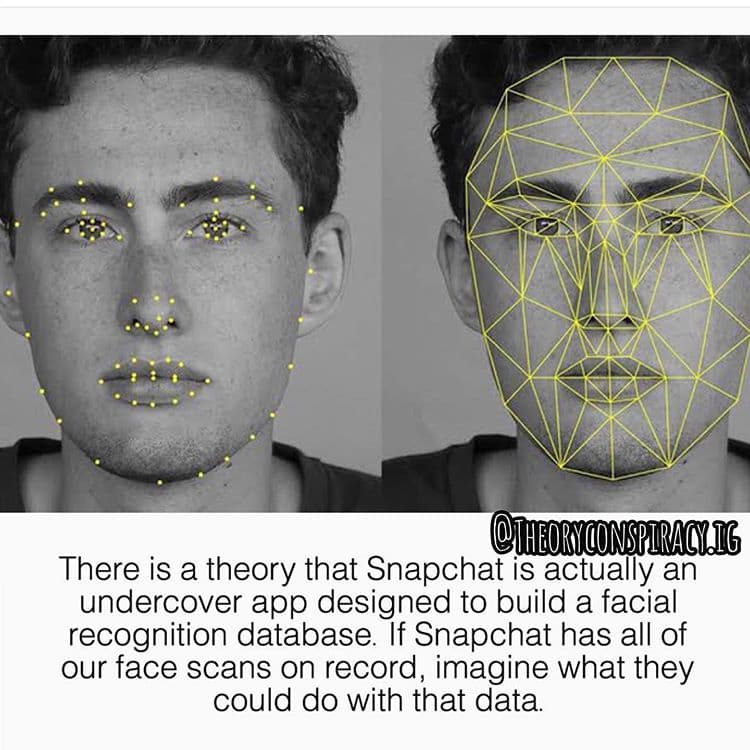 @THEORYCONSPIRACY.IG
There is a theory that Snapchat is actually an
undercover app designed to build a facial
recognition database. If Snapchat has all of
our face scans on record, imagine what they
could do with that data.